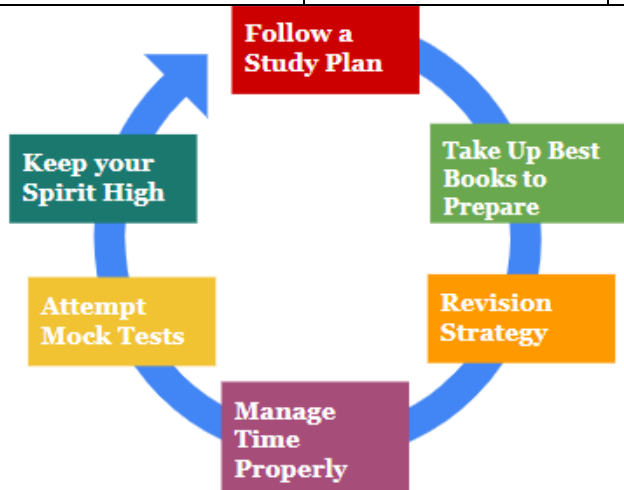 Follow a
Study Plan
Take Up Best
Books to
Prepare
Revision
Strategy
Manage
Time
Properly
Attempt
Mock Tests
Keep your
Spirit High